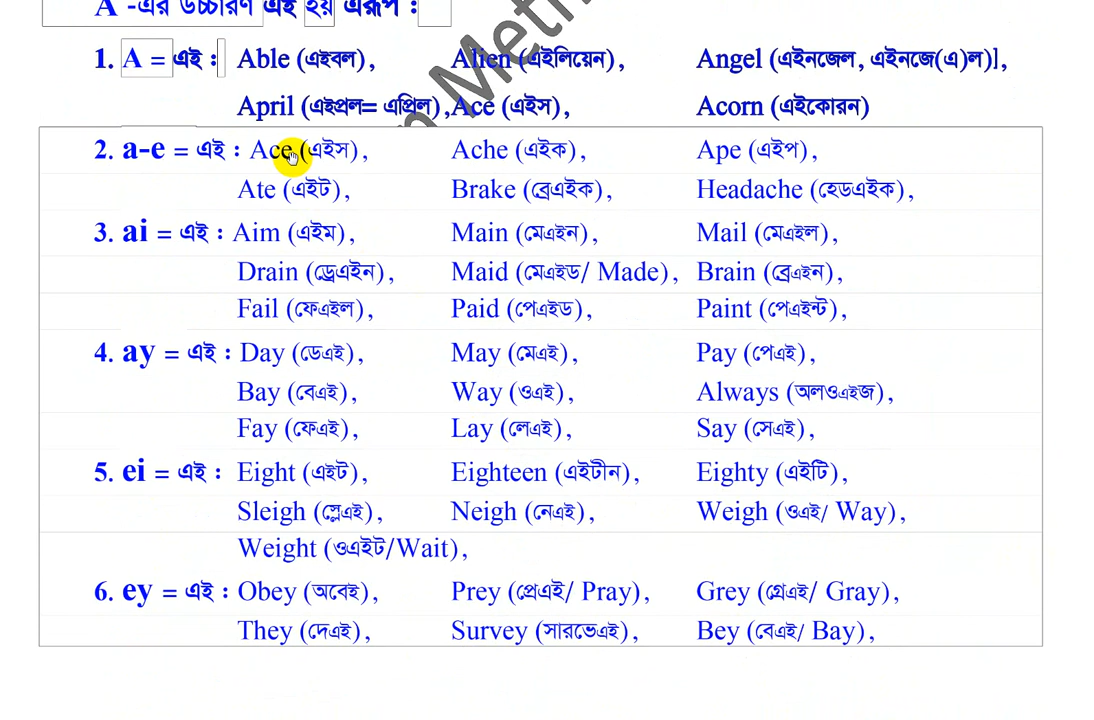 A -এর উচ্চারণ এই হয় এরূপ :
1. A = এই : Able (এইবল), Alien (এইলিয়েন), Angel (এইনজেল, এইনজে(এ)ল)],
April (এইপ্রল= এপ্রিল), Ace (এইস), Acorn (এইকোরন)
2. a-e = এই : Ace (এইস), Ache (এইক), Ape (এইপ),
Ate (এইট), Brake (ব্রেএইক), Headache (হেডএইক),
3. ai = এই : Aim (এইম), Main (মেএইন), Mail (মেএইল),
Drain (ড্রেএইন), Maid (মেএইড/ Made), Brain (ব্রেএইন),
Fail (ফেএইল), Paid (পেএইড), Paint (পেএইন্ট),
4. ay = এই : Day (ডেএই), May (মেএই), Pay (পেএই),
Bay (বেএই), Way (ওএই), Always (অলওএইজ),
Fay (ফেএই), Lay (লেএই), Say (সেএই),
5. ei = এই : Eight (এইট), Eighteen (এইটীন), Eighty (এইটি),
Sleigh (স্লেএই), Neigh (নেএই), Weigh (ওএই/ Way),
Weight (ওএইট/Wait),
6. ey = এই : Obey (অবেই), Prey (প্রেএই/ Pray), Grey (গ্রেএই/ Gray),
They (দেএই), Survey (সারভেএই), Bey (বেএই/ Bay),